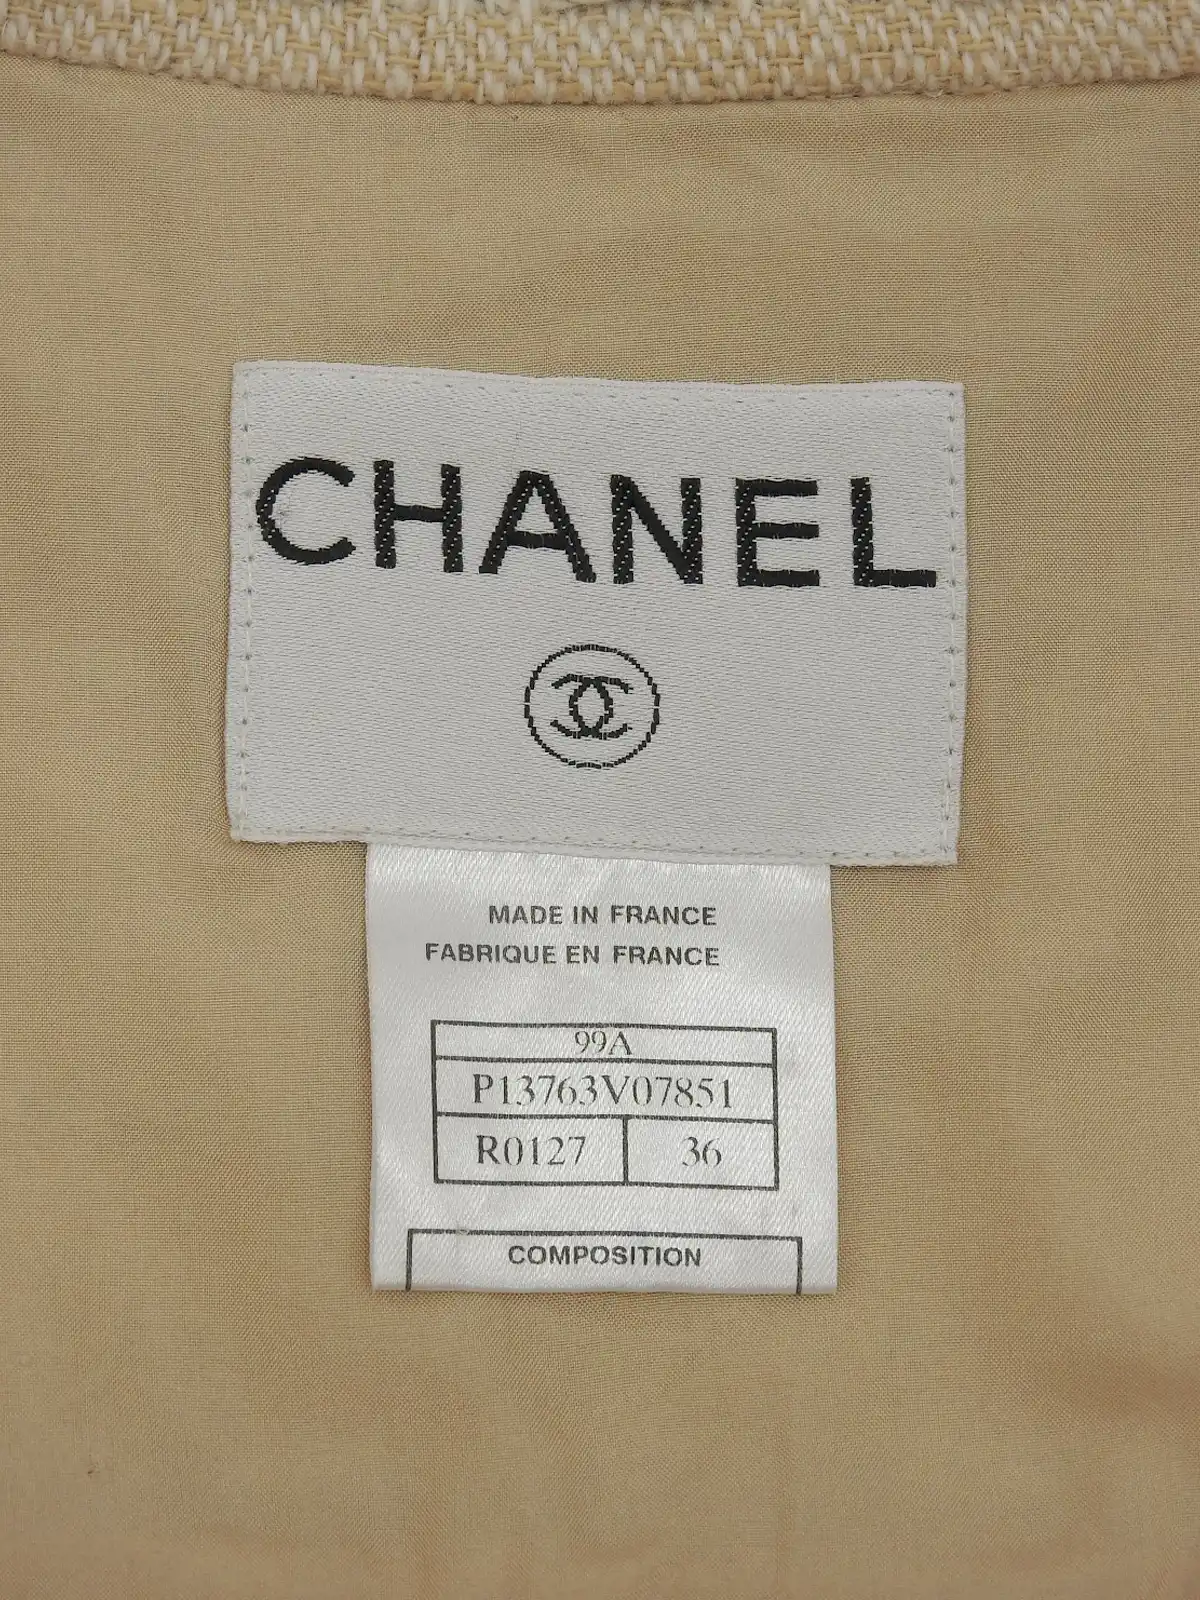 CHANEL
MADE IN FRANCE
FABRIQUE EN FRANCE
99A
P13763V07851
R0127 36
COMPOSITION